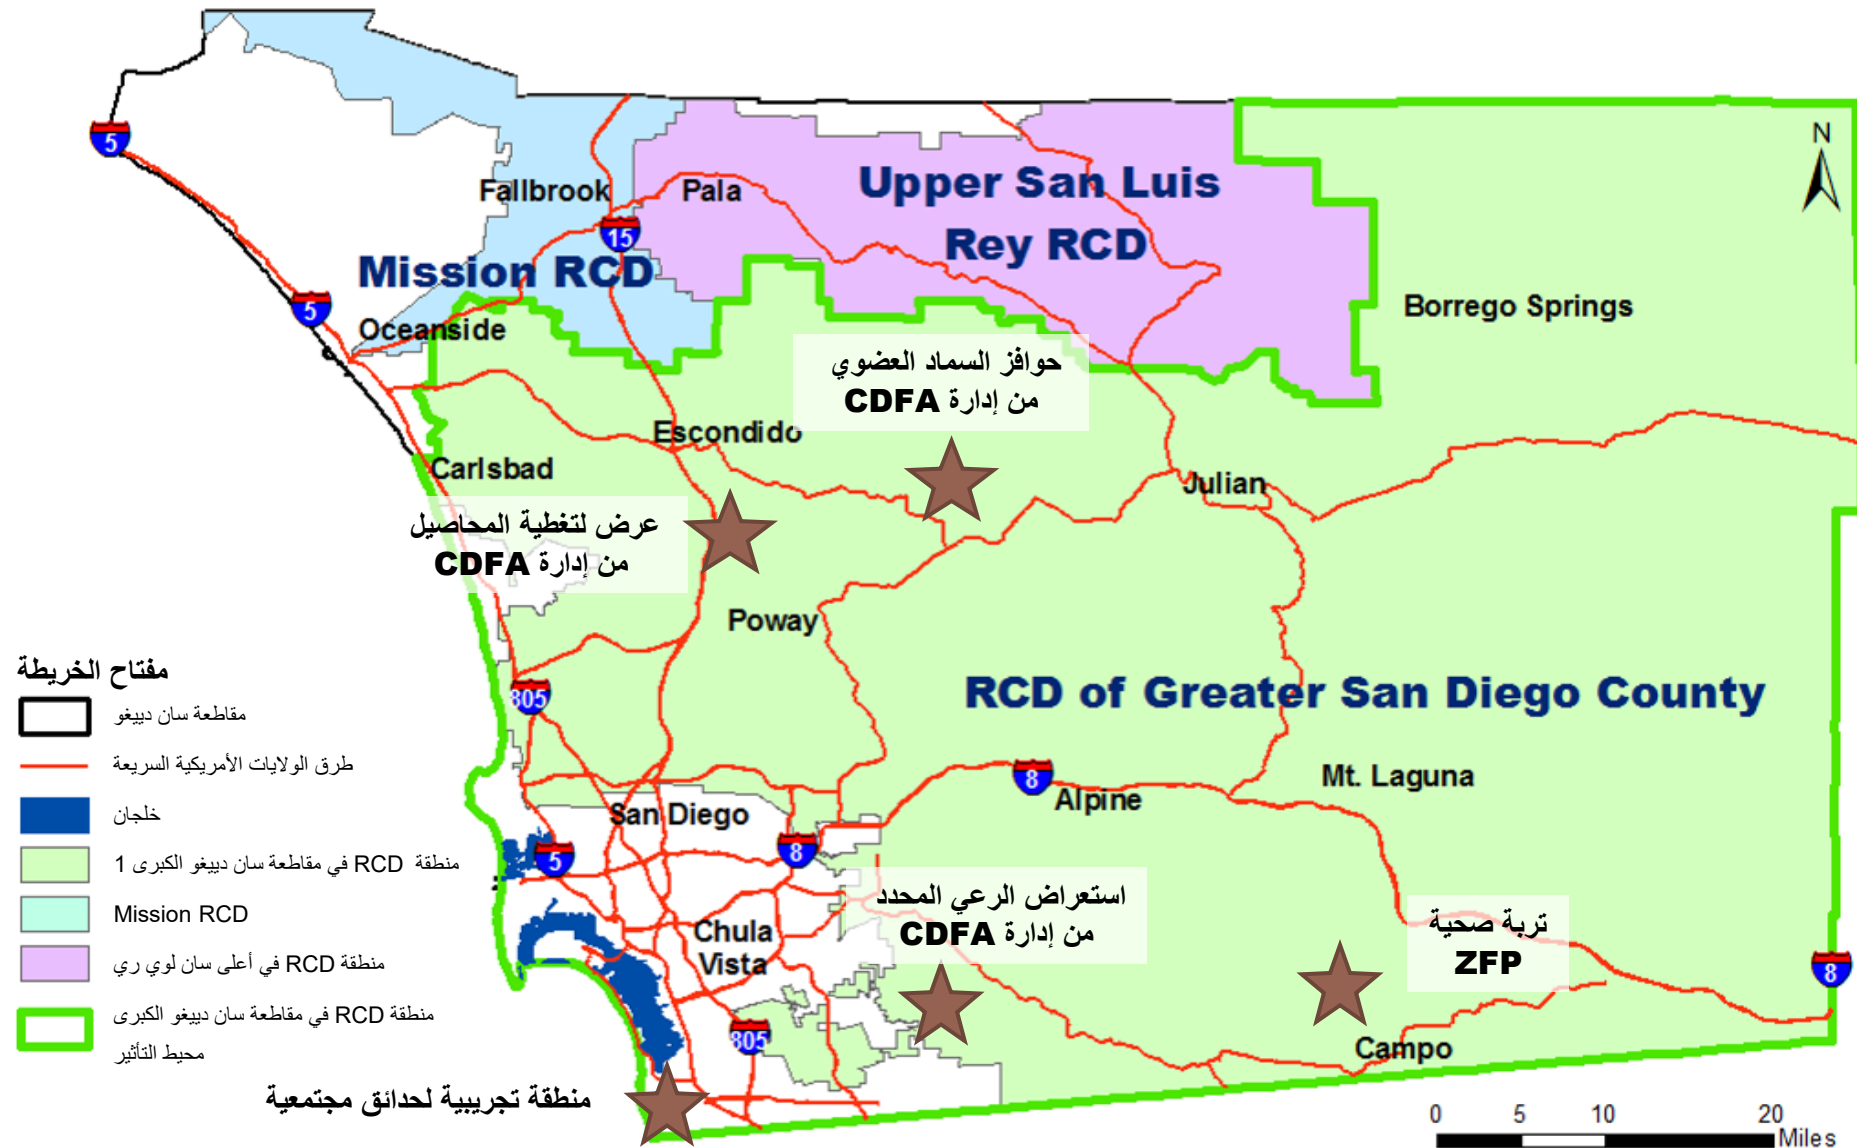 5
N
Fallbrook
Pala
Upper San Luis
Rey RCD
15
Mission RCD
5
Borrego Springs
Oceanside
حوافز السماد العضوي
من إدارة CDFA
Escondido
Carlsbad
Julian
عرض لتغطية المحاصيل
من إدارة CDFA
Poway
RCD of Greater San Diego County
805
8
Mt. Laguna
Alpine
San Diego
5
8
استعراض الرعي المحدد
من إدارة CDFA
تربة صحية
ZFP
Chula
Vista
8
805
Campo
منطقة تجريبية لحدائق مجتمعية
مفتاح الخريطة
مقاطعة سان دييغو
طرق الولايات الأمريكية السريعة
خلجان
منطقة RCD في مقاطعة سان دييغو الكبرى 1
Mission RCD
منطقة RCD في أعلى سان لوي ري
منطقة RCD في مقاطعة سان دييغو الكبرى
محيط التأثير
0 5 10 20
Miles